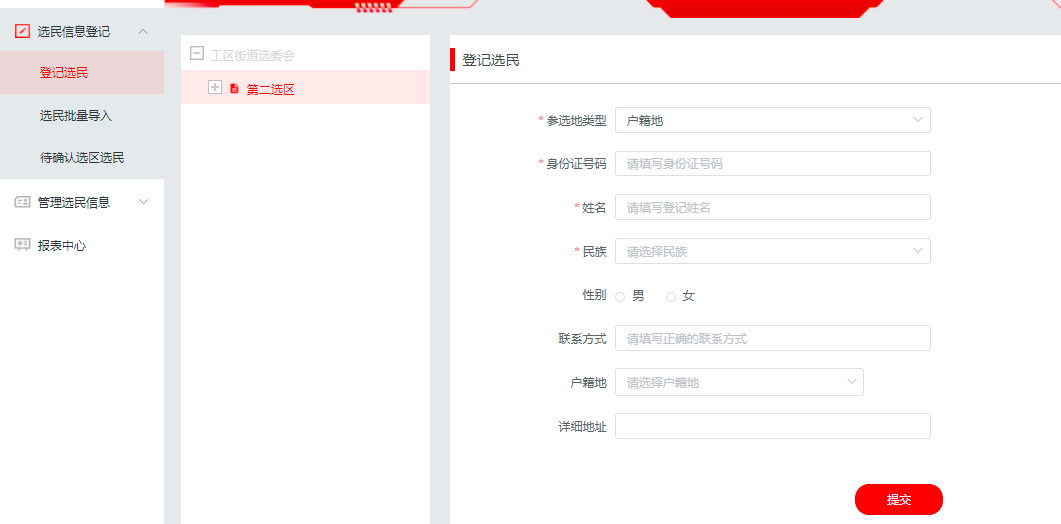 选民信息登记
登记选民
选民批量导入
待确认选区选民
管理选民信息
报表中心
工区街道选委会
第二选区
登记选民
* 参选地类型 户籍地
* 身份证号码 请填写身份证号码
* 姓名 请填写登记姓名
* 民族 请选择民族
性别 男 女
联系方式 请填写正确的联系方式
户籍地 请选择户籍地
详细地址
提交